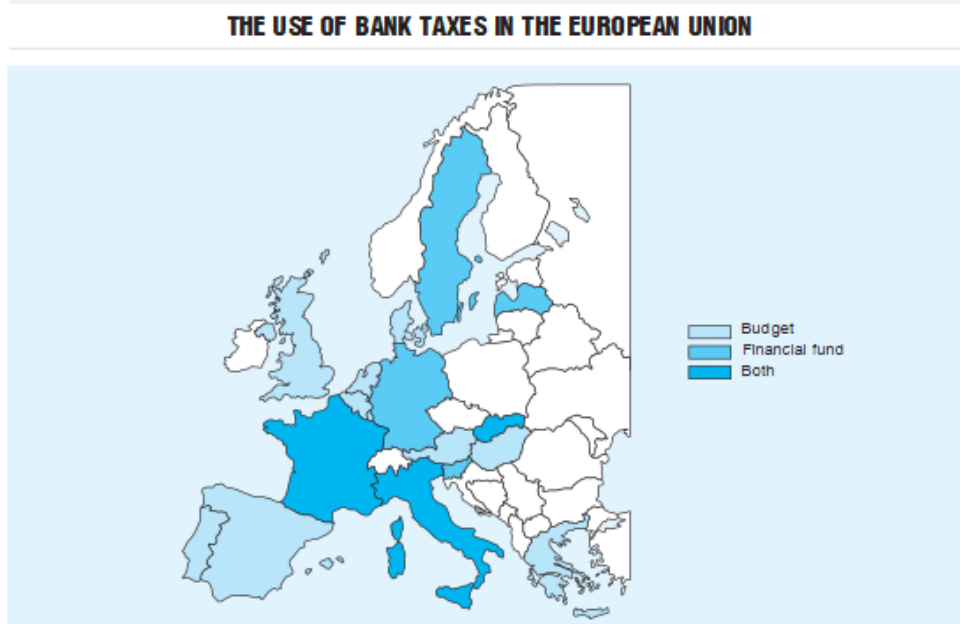 THE USE OF BANK TAXES IN THE EUROPEAN UNION
Budget
Financial fund
Both